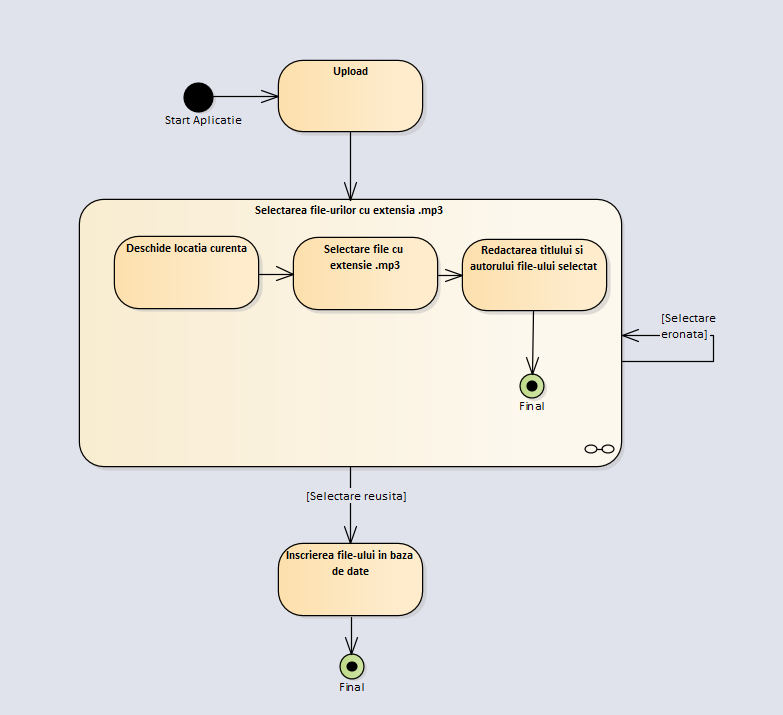 Upload
Start Aplicatie
Selectarea file-urilor cu extensia .mp3
Deschide locatia curenta
Selectare file cu
extensie .mp3
Redactarea titlului si
autorului file-ului selectat
[Selectare
eronata]
Final
[Selectare reusita]
Inscrierea file-ului in baza
de date
Final